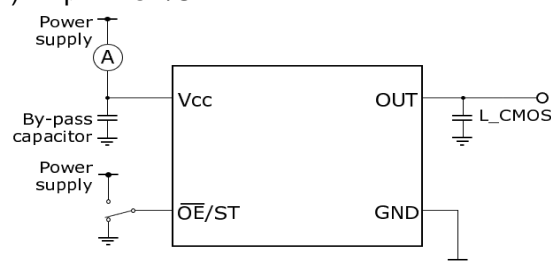 Power
supply
A
Vcc
OUT
By-pass
capacitor
L_CMOS
Power
supply
OE/ST
GND